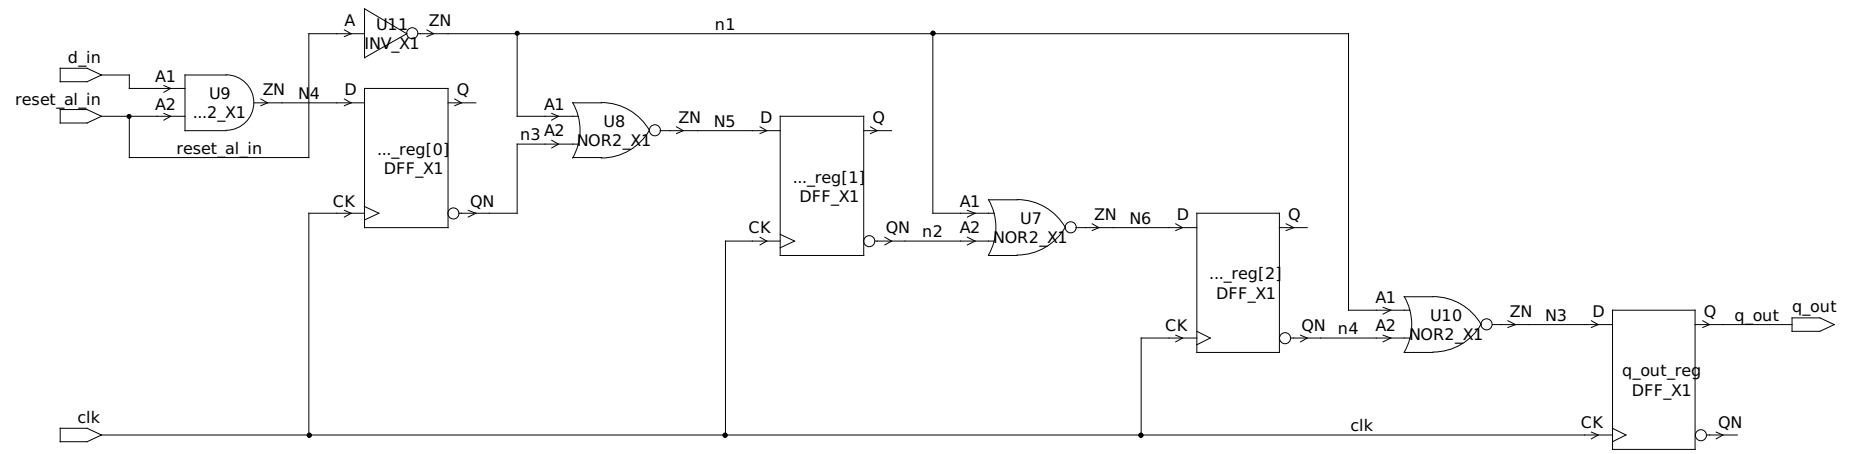 A
U11
INV_X1
ZN
n1
d_in
A1
U9
...2_X1
ZN
N4
D
Q
reset_al_in
A2
reset_al_in
..._reg[0]
DFF_X1
CK
QN
A1
n3
A2
U8
NOR2_X1
ZN
N5
D
Q
..._reg[1]
DFF_X1
CK
QN
n2
A1
A2
U7
NOR2_X1
ZN
N6
D
Q
..._reg[2]
DFF_X1
CK
QN
n4
A1
A2
U10
NOR2_X1
ZN
N3
D
Q
q_out
q_out
q_out_reg
DFF_X1
CK
QN
clk
clk